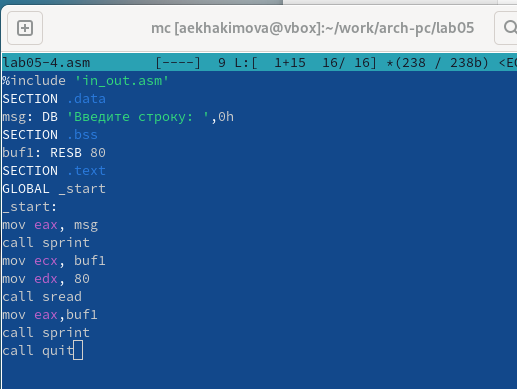 mc [aekhakimova@vbox]:~/work/arch-pc/lab05
lab05-4.asm [----] 9 L:[ 1+15 16/ 16] *(238 / 238b) <EO
%include 'in_out.asm'
SECTION .data
msg: DB 'Введите строку: ',0h
SECTION .bss
buf1: RESB 80
SECTION .text
GLOBAL _start
_start:
mov eax, msg
call sprint
mov ecx, buf1
mov edx, 80
call sread
mov eax,buf1
call sprint
call quit